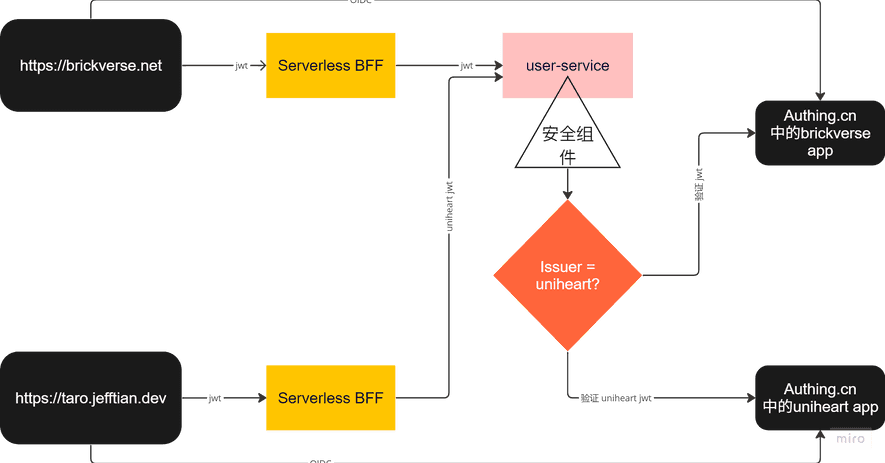 OIDC
https://brickverse.net
jwt
Serverless BFF
jwt
user-service
安全组
件
Authing.cn
中的brickverse
app
验证 jwt
uniheart jwt
Issuer =
uniheart?
https://taro.jefftian.dev
jwt
Serverless BFF
验证 uniheart jwt
Authing.cn
中的uniheart app
miro
OIDC